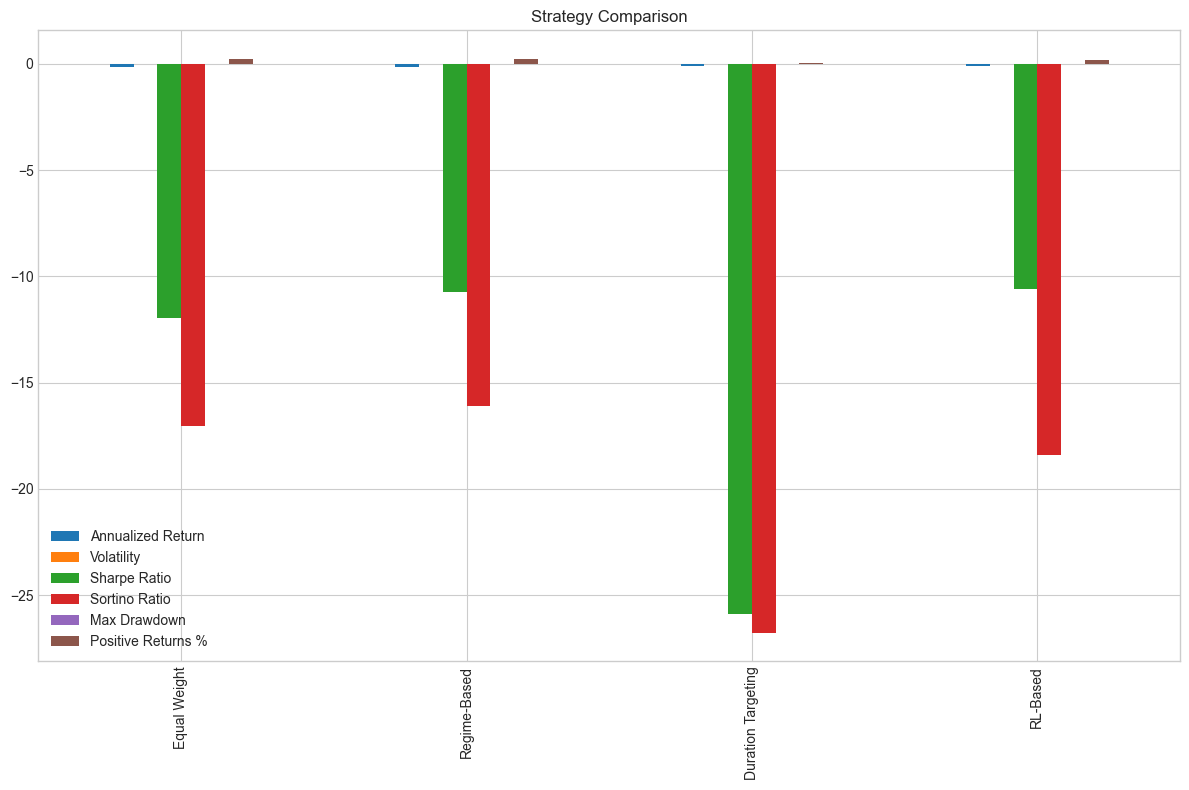 Strategy Comparison
0
−5
−10
−15
−20
−25
Annualized Return
Volatility
Sharpe Ratio
Sortino Ratio
Max Drawdown
Positive Returns %
Equal Weight
Regime-Based
Duration Targeting
RL-Based